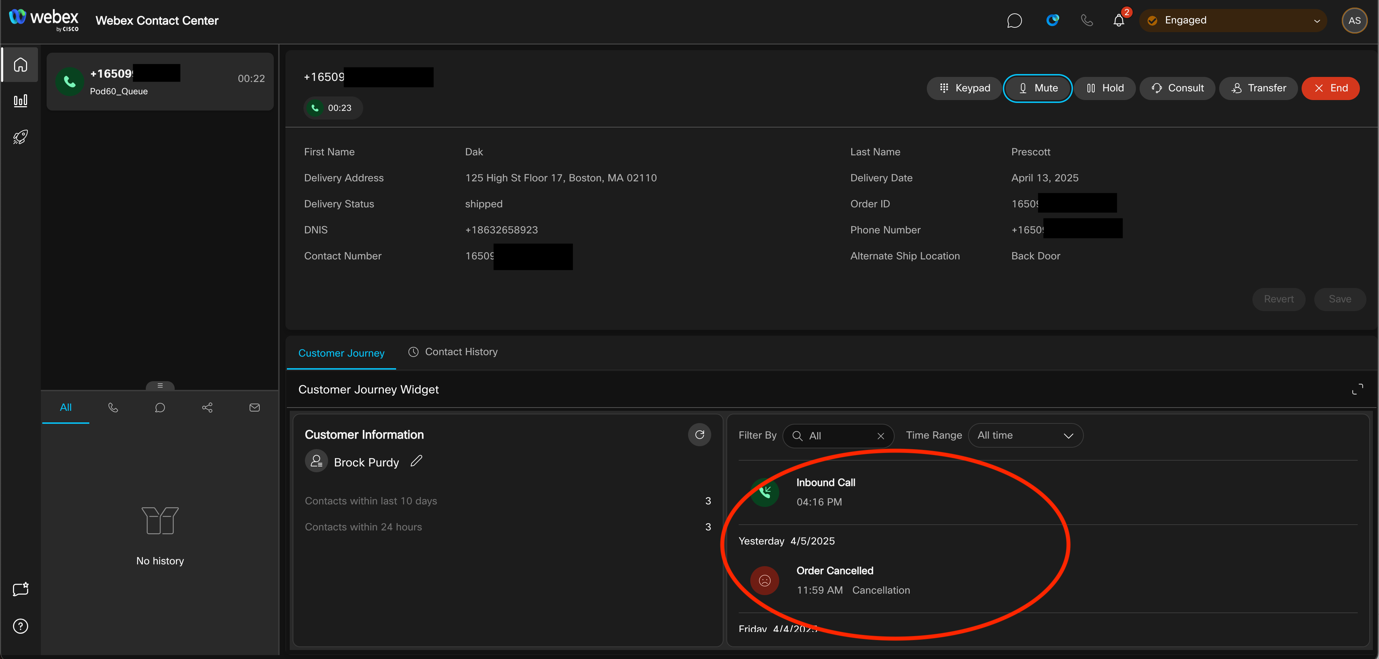 webex by CISCO Webex Contact Center
2 Engaged AS
+16509
00:22
Pod60_Queue
+16509
00:23
Keypad Mute Hold Consult Transfer End
First Name Dak Last Name Prescott
Delivery Address 125 High St Floor 17, Boston, MA 02110 Delivery Date April 13, 2025
Delivery Status shipped Order ID 16509
DNIS +18632658923 Phone Number +1650
Contact Number 16509 Alternate Ship Location Back Door
Revert Save
Customer Journey Contact History
Customer Journey Widget
All
No history
Customer Information
Brock Purdy
Contacts within last 10 days 3
Contacts within 24 hours 3
Filter By All Time Range All time
Inbound Call
04:16 PM
Yesterday 4/5/2025
Order Cancelled
11:59 AM Cancellation
Friday 4/4/2025